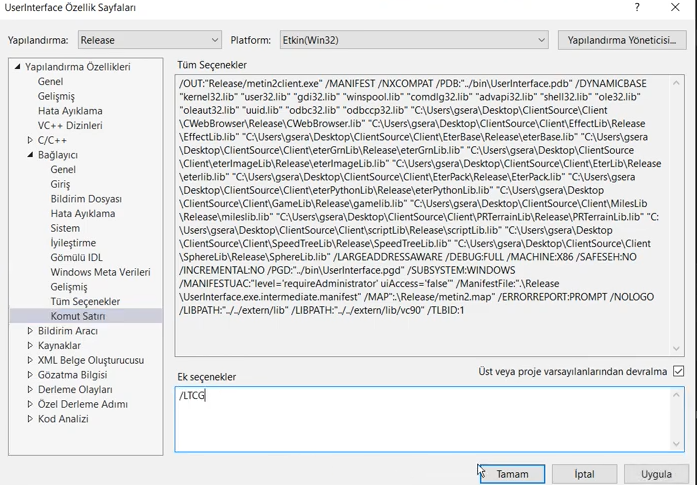 UserInterface Özellik Sayfaları
? ×
Yapılandırma: Release Platform: Etkin(Win32) Yapılandırma Yöneticisi...
Yapılandırma Özellikleri
Genel
Gelişmiş
Hata Ayıklama
VC++ Dizinleri
C/C++
Bağlayıcı
Genel
Giriş
Bildirim Dosyası
Hata Ayıklama
Sistem
İyileştirme
Gömülü IDL
Windows Meta Verileri
Gelişmiş
Tüm Seçenekler
Komut Satırı
Bildirim Aracı
Kaynaklar
XML Belge Oluşturucusu
Gözatma Bilgisi
Derleme Olayları
Özel Derleme Adımı
Kod Analizi
Tüm Seçenekler
/OUT:"Release/metin2client.exe" /MANIFEST /NXCOMPAT /PDB:"../bin\UserInterface.pdb" /DYNAMICBASE
"kernel32.lib" "user32.lib" "gdi32.lib" "winspool.lib" "comdlg32.lib" "advapi32.lib" "shell32.lib" "ole32.lib"
"oleaut32.lib" "uuid.lib" "odbc32.lib" "odbccp32.lib" "C:\Users\gsera\Desktop\ClientSource\Client
\CWebBrowser\Release\CWebBrowser.lib" "C:\Users\gsera\Desktop\ClientSource\Client\EffectLib\Release
\EffectLib.lib" "C:\Users\gsera\Desktop\ClientSource\Client\EterBase\Release\eterBase.lib" "C:\Users\gsera
\Desktop\ClientSource\Client\eterGrnLib\Release\eterGrnLib.lib" "C:\Users\gsera\Desktop\ClientSource
\Client\eterImageLib\Release\eterImageLib.lib" "C:\Users\gsera\Desktop\ClientSource\Client\EterLib\Release
\eterlib.lib" "C:\Users\gsera\Desktop\ClientSource\Client\EterPack\Release\EterPack.lib" "C:\Users\gsera
\Desktop\ClientSource\Client\eterPythonLib\Release\eterPythonLib.lib" "C:\Users\gsera\Desktop
\ClientSource\Client\GameLib\Release\gamelib.lib" "C:\Users\gsera\Desktop\ClientSource\Client\MilesLib
\Release\mileslib.lib" "C:\Users\gsera\Desktop\ClientSource\Client\PRTerrainLib\Release\PRTerrainLib.lib" "C:
\Users\gsera\Desktop\ClientSource\Client\scriptLib\Release\scriptLib.lib" "C:\Users\gsera\Desktop
\ClientSource\Client\SpeedTreeLib\Release\SpeedTreeLib.lib" "C:\Users\gsera\Desktop\ClientSource\Client
\SphereLib\Release\SphereLib.lib" /LARGEADDRESSAWARE /DEBUG:FULL /MACHINE:X86 /SAFESEH:NO
/INCREMENTAL:NO /PGD:"../bin\UserInterface.pgd" /SUBSYSTEM:WINDOWS
/MANIFESTUAC:"level='requireAdministrator' uiAccess='false'" /ManifestFile:".\Release
\UserInterface.exe.intermediate.manifest" /MAP":.\Release/metin2.map" /ERRORREPORT:PROMPT /NOLOGO
/LIBPATH:"../../extern/lib" /LIBPATH:"../../extern/lib/vc90" /TLBID:1
Ek seçenekler Üst veya proje varsayılanlarından devralma
/LTCG
Tamam İptal Uygula